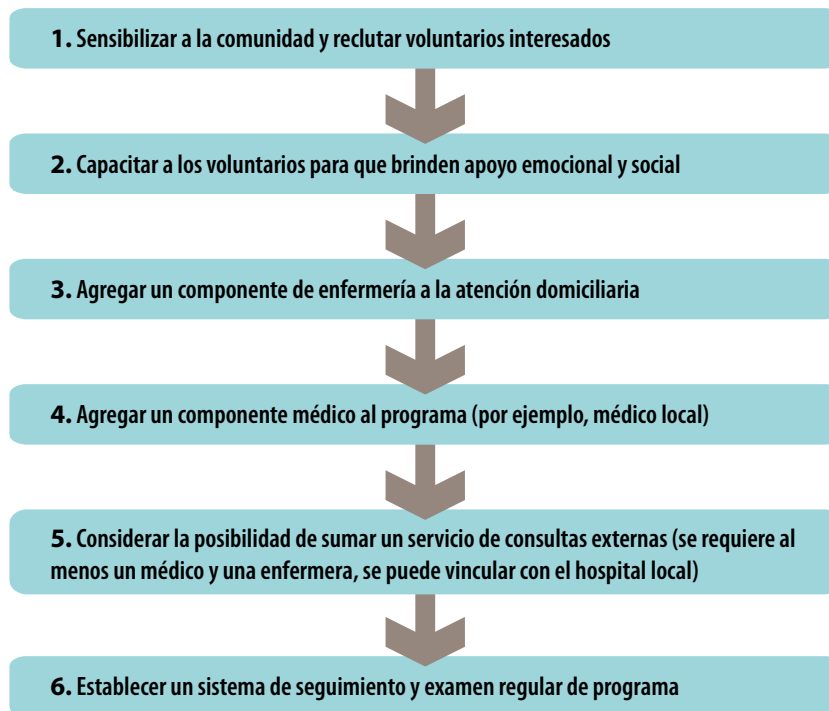 1. Sensibilizar a la comunidad y reclutar voluntarios interesados
2. Capacitar a los voluntarios para que brinden apoyo emocional y social
3. Agregar un componente de enfermería a la atención domiciliaria
4. Agregar un componente médico al programa (por ejemplo, médico local)
5. Considerar la posibilidad de sumar un servicio de consultas externas (se requiere al
menos un médico y una enfermera, se puede vincular con el hospital local)
6. Establecer un sistema de seguimiento y examen regular de programa